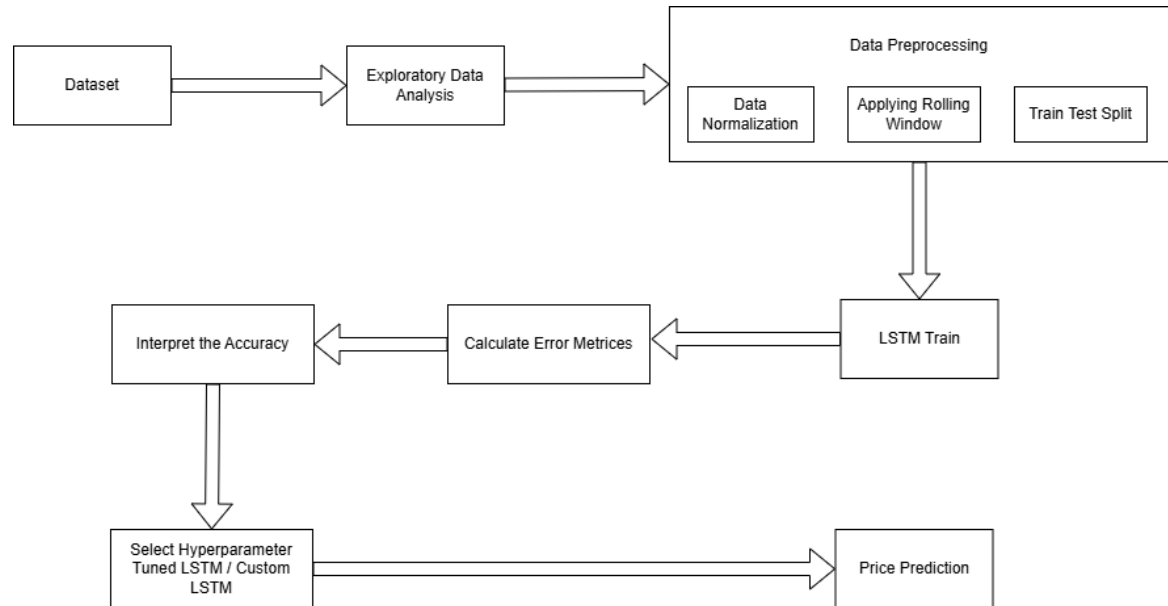 Dataset
Exploratory Data
Analysis
Data Preprocessing
Data
Normalization
Applying Rolling
Window
Train Test Split
LSTM Train
Calculate Error Metrices
Interpret the Accuracy
Select Hyperparameter
Tuned LSTM / Custom
LSTM
Price Prediction